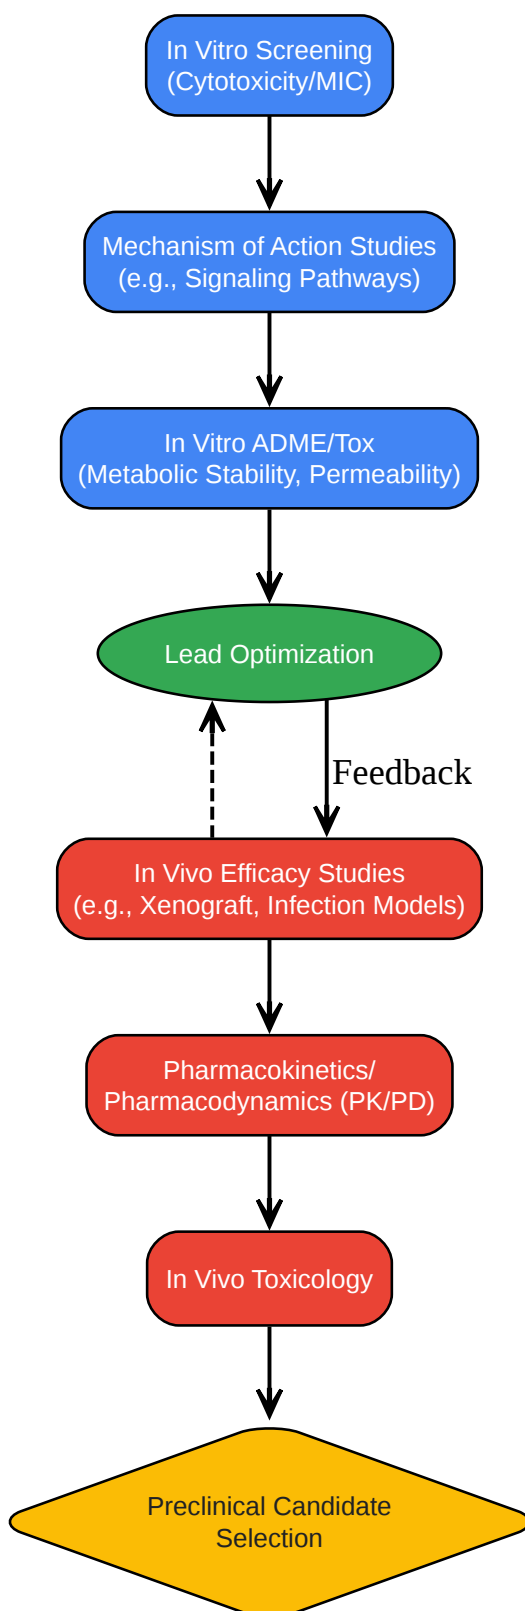 In Vitro Screening
(Cytotoxicity/MIC)
Mechanism of Action Studies
(e.g., Signaling Pathways)
In Vitro ADME/Tox
(Metabolic Stability, Permeability)
Lead Optimization
Feedback
In Vivo Efficacy Studies
(e.g., Xenograft, Infection Models)
Pharmacokinetics/
Pharmacodynamics (PK/PD)
In Vivo Toxicology
Preclinical Candidate
Selection